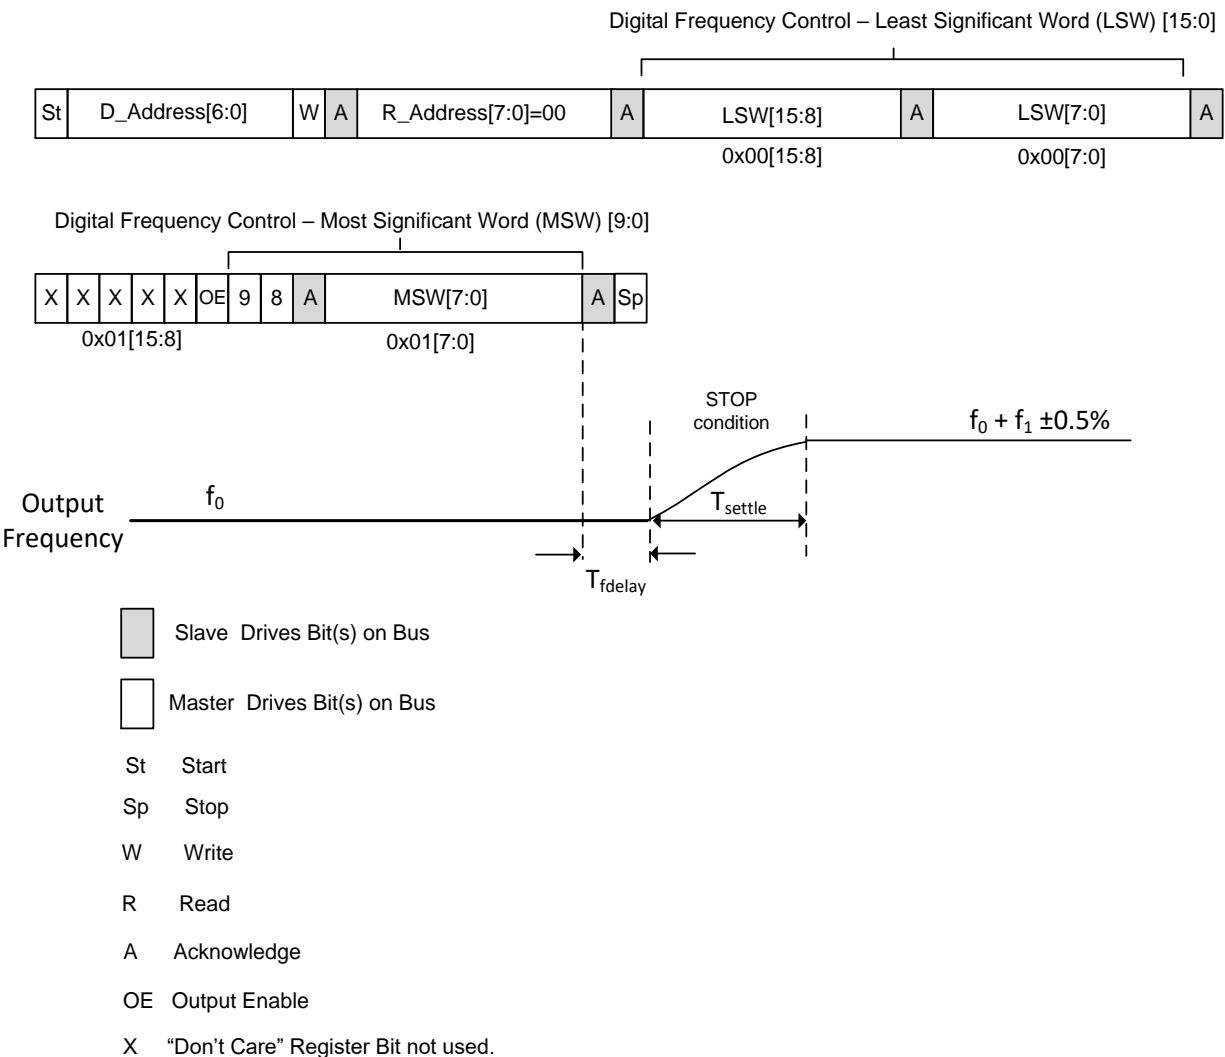 Digital Frequency Control – Least Significant Word (LSW) [15:0]
St D_Address[6:0] W A R_Address[7:0]=00 A LSW[15:8] A LSW[7:0] A
0x00[15:8] 0x00[7:0]
Digital Frequency Control – Most Significant Word (MSW) [9:0]
X X X X X OE 9 8 A MSW[7:0] A Sp
0x01[15:8] 0x01[7:0]
STOP
condition
f0 + f1 ±0.5%
Output
Frequency
f0
Tsettle
Tfdelay
Slave Drives Bit(s) on Bus
Master Drives Bit(s) on Bus
St Start
Sp Stop
W Write
R Read
A Acknowledge
OE Output Enable
X “Don’t Care” Register Bit not used.